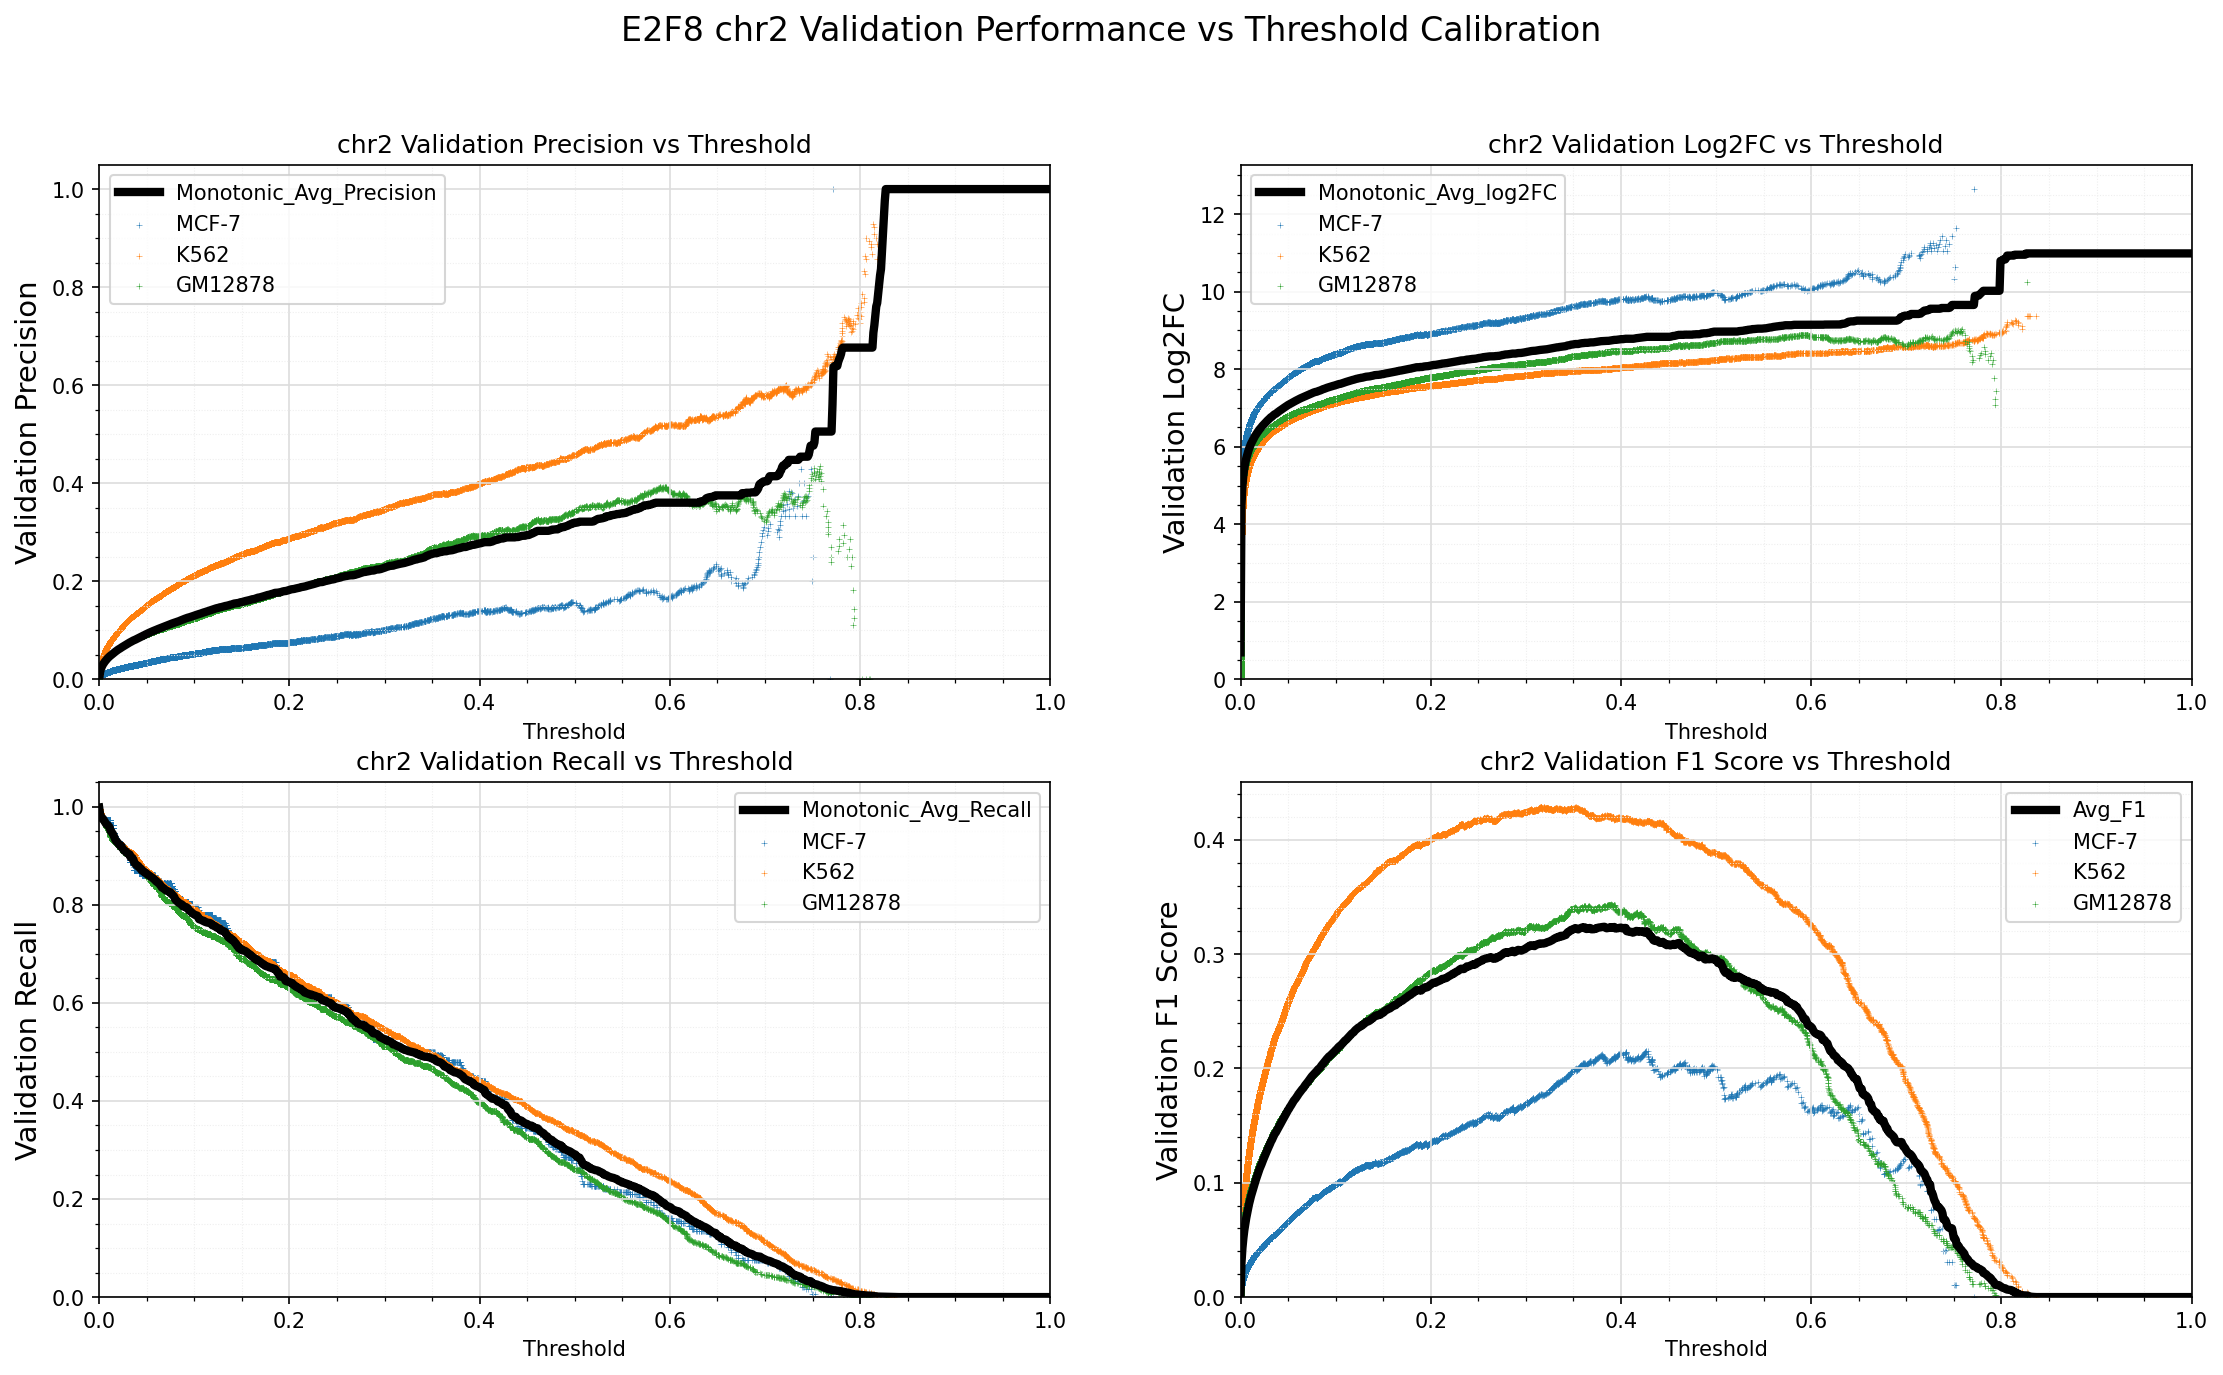 E2F8 chr2 Validation Performance vs Threshold Calibration
chr2 Validation Precision vs Threshold
Validation Precision
1.0
0.8
0.6
0.4
0.2
0.0
Monotonic_Avg_Precision
MCF-7
K562
GM12878
0.0 0.2 0.4 0.6 0.8 1.0
Threshold
chr2 Validation Log2FC vs Threshold
Validation Log2FC
12
10
8
6
4
2
0
Monotonic_Avg_log2FC
MCF-7
K562
GM12878
0.0 0.2 0.4 0.6 0.8 1.0
Threshold
chr2 Validation Recall vs Threshold
Validation Recall
1.0
0.8
0.6
0.4
0.2
0.0
Monotonic_Avg_Recall
MCF-7
K562
GM12878
0.0 0.2 0.4 0.6 0.8 1.0
Threshold
chr2 Validation F1 Score vs Threshold
Validation F1 Score
0.4
0.3
0.2
0.1
0.0
Avg_F1
MCF-7
K562
GM12878
0.0 0.2 0.4 0.6 0.8 1.0
Threshold